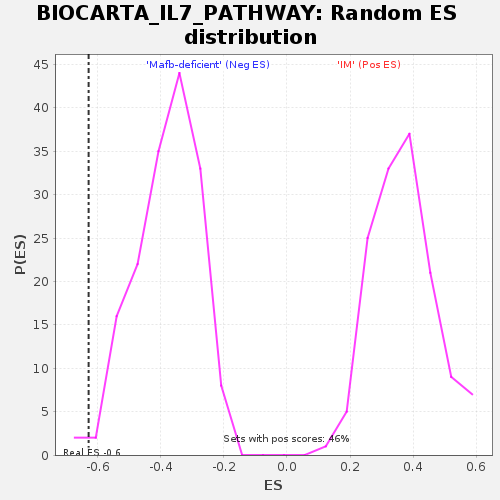 BIOCARTA_IL7_PATHWAY: Random ES
distribution
'Mafb-deficient' (Neg ES)
'IM' (Pos ES)
45
40
35
30
25
20
15
10
5
0
P(ES)
Sets with pos scores: 46%
Real ES -0.6
-0.6 -0.4 -0.2 0.0 0.2 0.4 0.6
ES